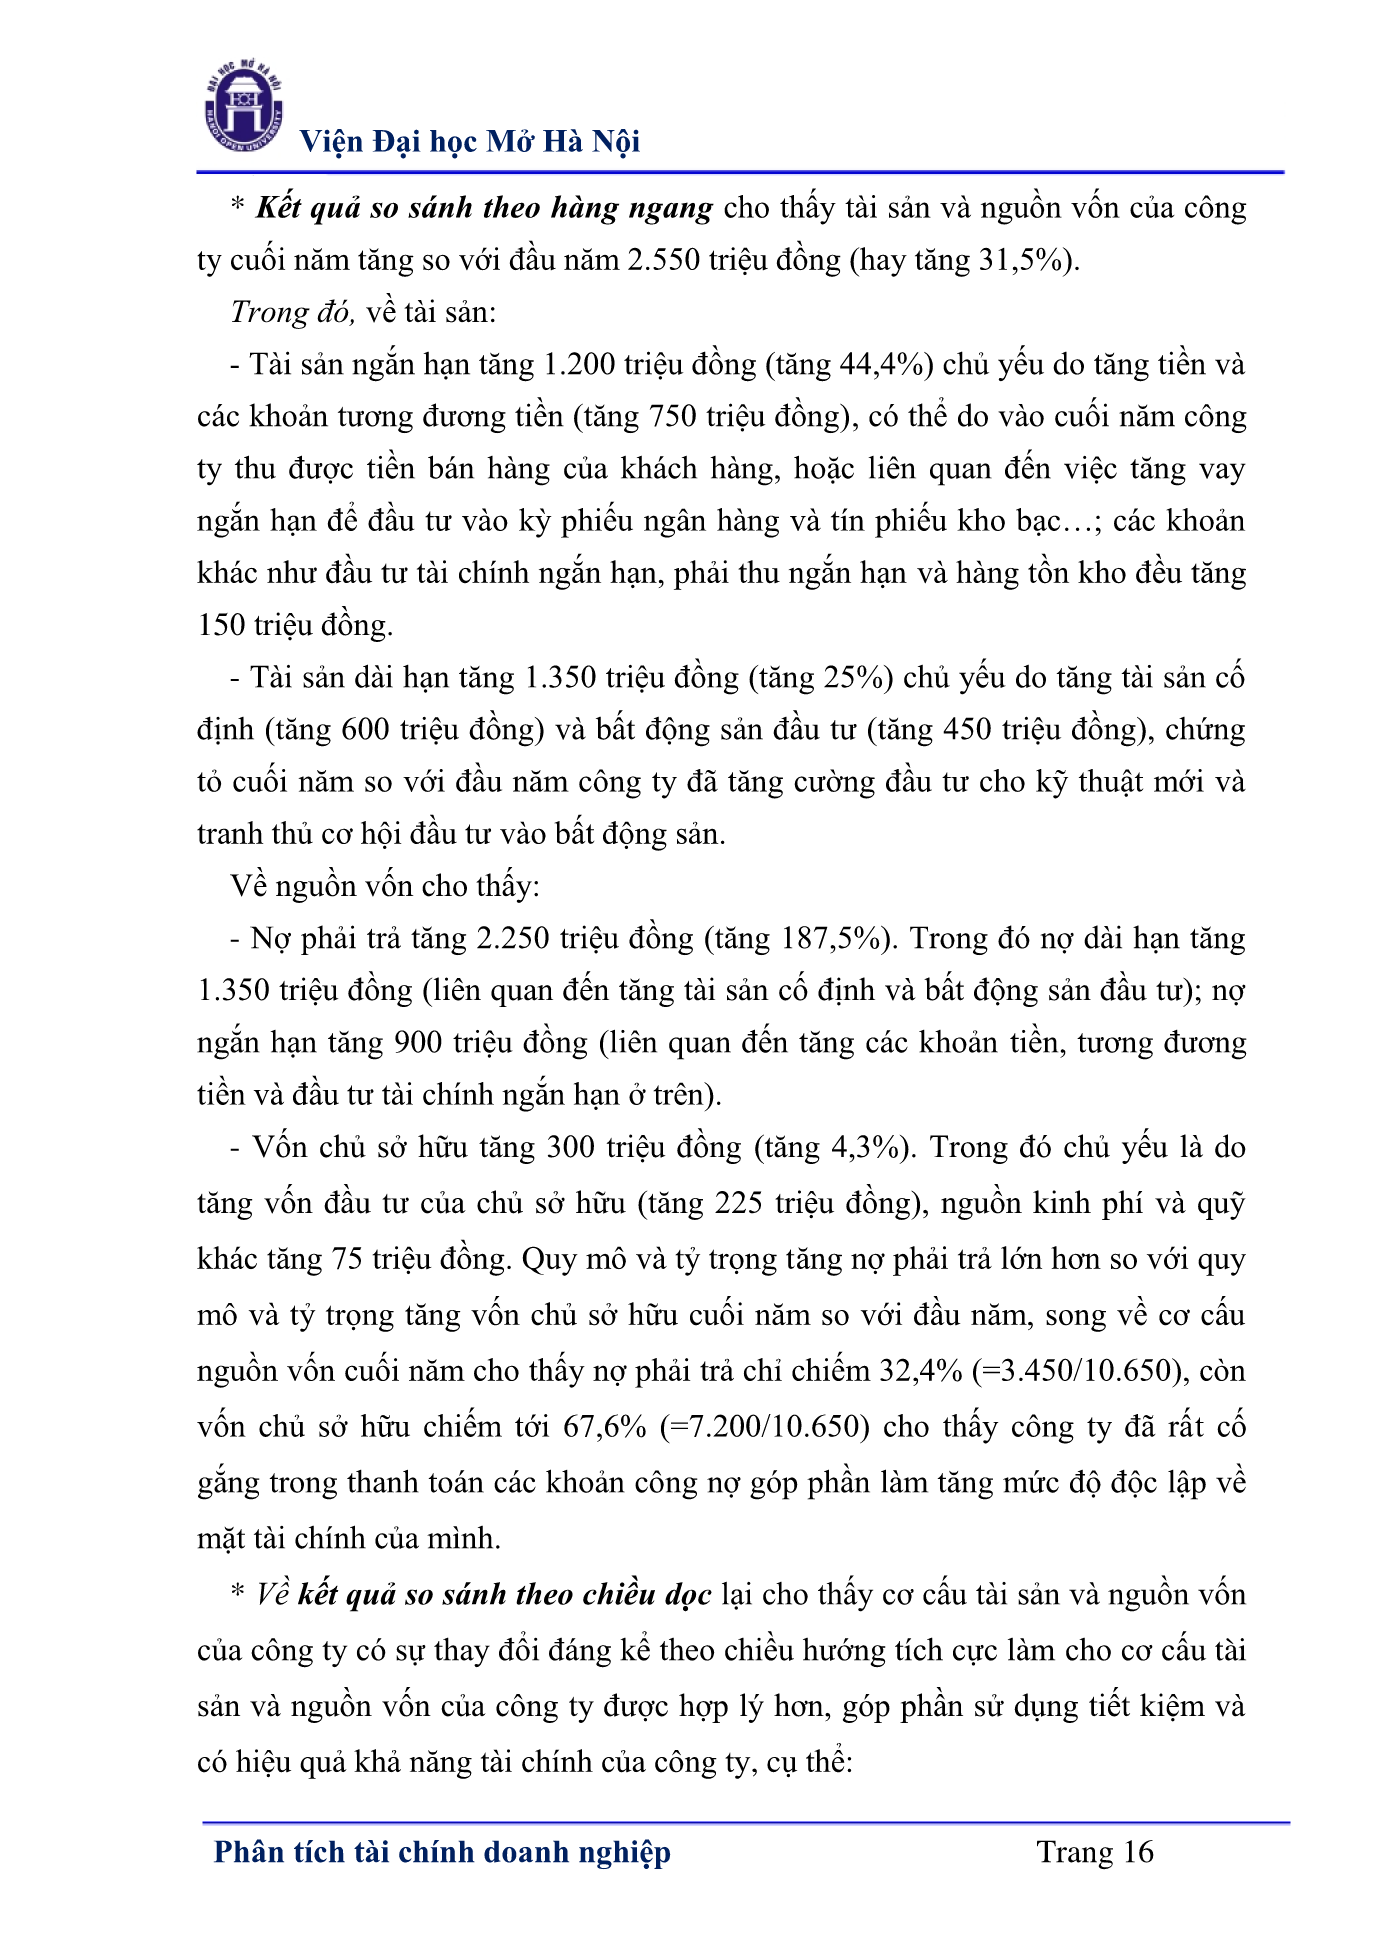 ĐẠI HỌC MỞ HÀ NỘI
HANOI OPEN UNIVERSITY
Viện Đại học Mở Hà Nội
* Kết quả so sánh theo hàng ngang cho thấy tài sản và nguồn vốn của công
ty cuối năm tăng so với đầu năm 2.550 triệu đồng (hay tăng 31,5%).
Trong đó, về tài sản:
- Tài sản ngắn hạn tăng 1.200 triệu đồng (tăng 44,4%) chủ yếu do tăng tiền và
các khoản tương đương tiền (tăng 750 triệu đồng), có thể do vào cuối năm công
ty thu được tiền bán hàng của khách hàng, hoặc liên quan đến việc tăng vay
ngắn hạn để đầu tư vào kỳ phiếu ngân hàng và tín phiếu kho bạc…; các khoản
khác như đầu tư tài chính ngắn hạn, phải thu ngắn hạn và hàng tồn kho đều tăng
150 triệu đồng.
- Tài sản dài hạn tăng 1.350 triệu đồng (tăng 25%) chủ yếu do tăng tài sản cố
định (tăng 600 triệu đồng) và bất động sản đầu tư (tăng 450 triệu đồng), chứng
tỏ cuối năm so với đầu năm công ty đã tăng cường đầu tư cho kỹ thuật mới và
tranh thủ cơ hội đầu tư vào bất động sản.
Về nguồn vốn cho thấy:
- Nợ phải trả tăng 2.250 triệu đồng (tăng 187,5%). Trong đó nợ dài hạn tăng
1.350 triệu đồng (liên quan đến tăng tài sản cố định và bất động sản đầu tư); nợ
ngắn hạn tăng 900 triệu đồng (liên quan đến tăng các khoản tiền, tương đương
tiền và đầu tư tài chính ngắn hạn ở trên).
- Vốn chủ sở hữu tăng 300 triệu đồng (tăng 4,3%). Trong đó chủ yếu là do
tăng vốn đầu tư của chủ sở hữu (tăng 225 triệu đồng), nguồn kinh phí và quỹ
khác tăng 75 triệu đồng. Quy mô và tỷ trọng tăng nợ phải trả lớn hơn so với quy
mô và tỷ trọng tăng vốn chủ sở hữu cuối năm so với đầu năm, song về cơ cấu
nguồn vốn cuối năm cho thấy nợ phải trả chỉ chiếm 32,4% (=3.450/10.650), còn
vốn chủ sở hữu chiếm tới 67,6% (=7.200/10.650) cho thấy công ty đã rất cố
gắng trong thanh toán các khoản công nợ góp phần làm tăng mức độ độc lập về
mặt tài chính của mình.
* Về kết quả so sánh theo chiều dọc lại cho thấy cơ cấu tài sản và nguồn vốn
của công ty có sự thay đổi đáng kể theo chiều hướng tích cực làm cho cơ cấu tài
sản và nguồn vốn của công ty được hợp lý hơn, góp phần sử dụng tiết kiệm và
có hiệu quả khả năng tài chính của công ty, cụ thể:
Phân tích tài chính doanh nghiệp Trang 16